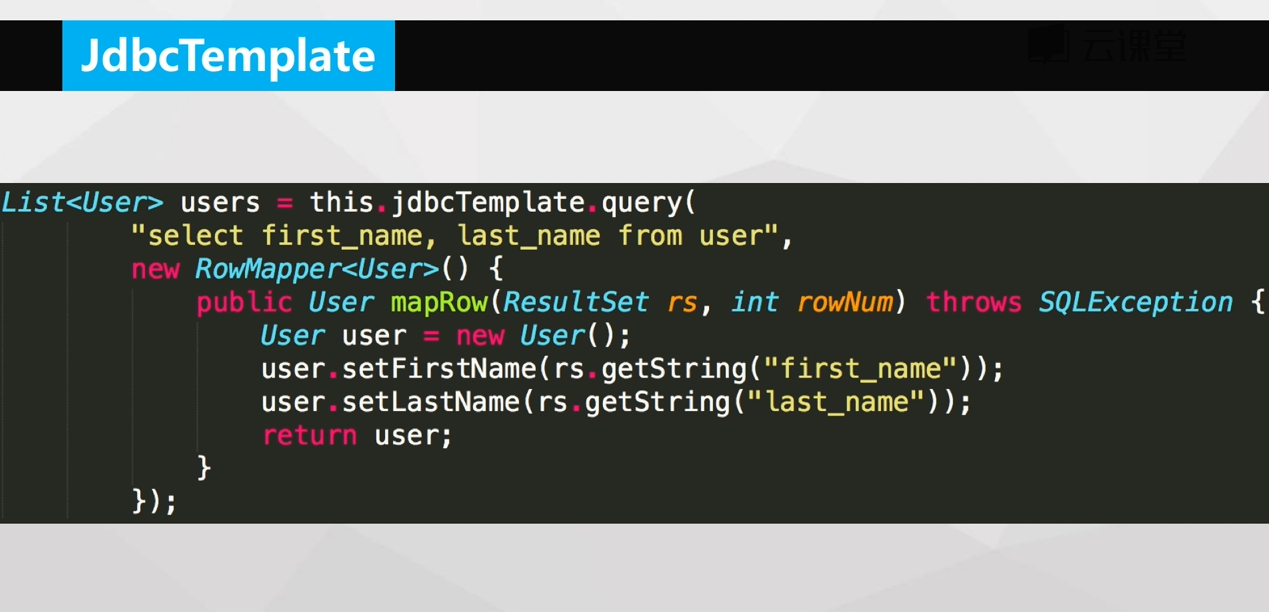 JdbcTemplate
云课堂
List<User> users = this.jdbcTemplate.query(
        "select first_name, last_name from user",
        new RowMapper<User>() {
            public User mapRow(ResultSet rs, int rowNum) throws SQLException {
                User user = new User();
                user.setFirstName(rs.getString("first_name"));
                user.setLastName(rs.getString("last_name"));
                return user;
            }
        });